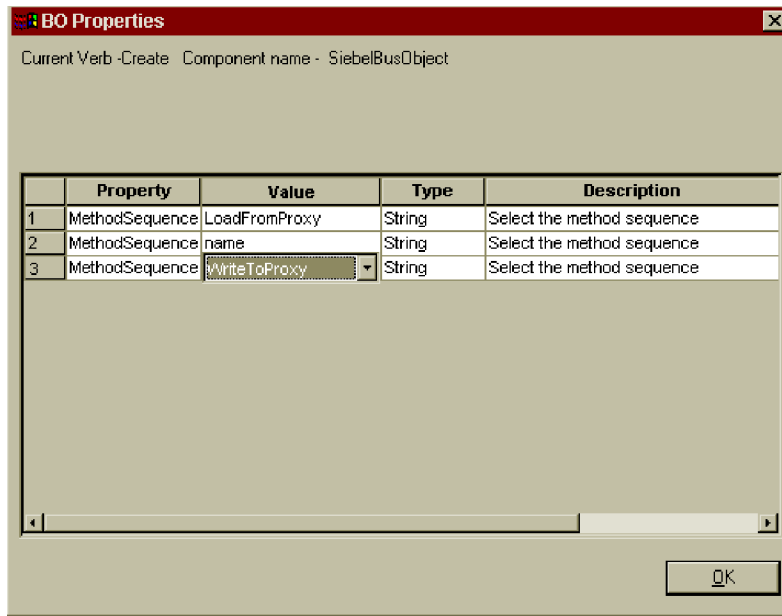 BO Properties
Current Verb -Create Component name - SiebelBusObject
Property Value Type Description
1 MethodSequence LoadFromProxy String Select the method sequence
2 MethodSequence name String Select the method sequence
3 MethodSequence WriteToProxy String Select the method sequence
OK